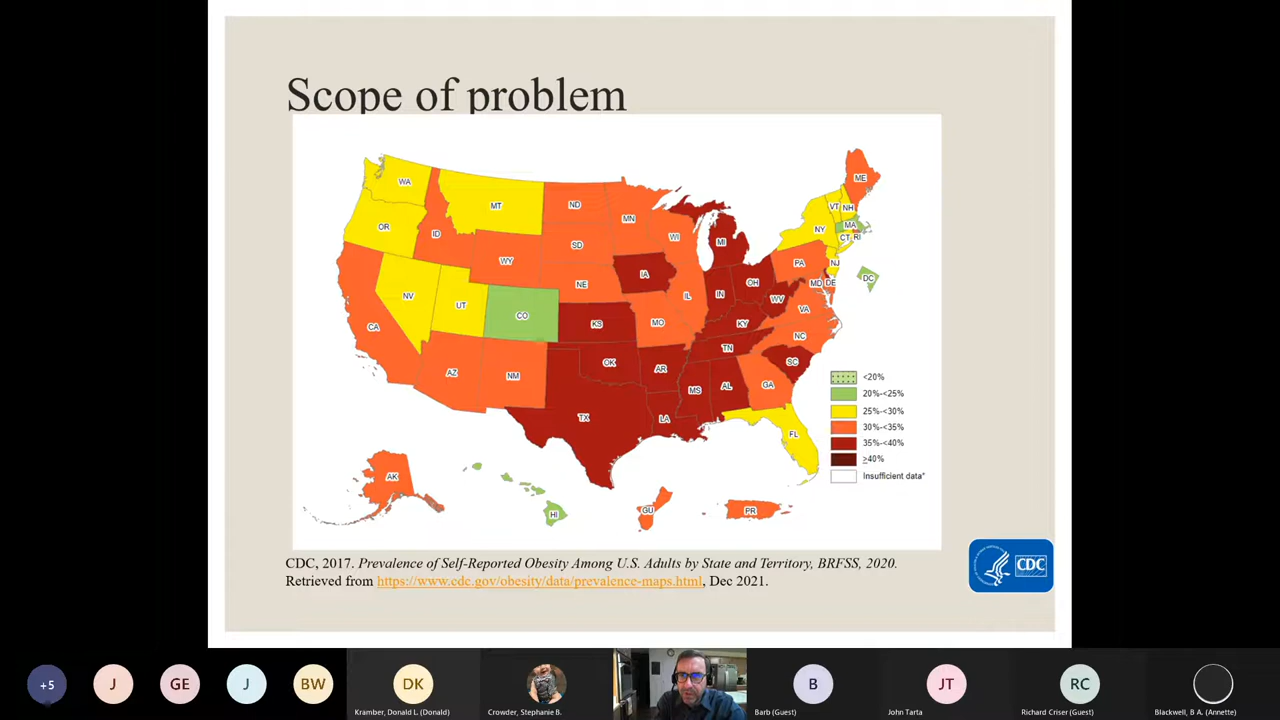 Scope of problem
WA
MT
ND
MN
ME
OR
ID
SD
WI
MI
VT
NH
NY
MA
CT
RI
WY
NE
IA
PA
NJ
DC
NV
UT
CO
IL
IN
OH
WV
MD
DE
VA
CA
KS
MO
KY
NC
AZ
NM
OK
AR
TN
SC
TX
LA
MS
AL
GA
FL
AK
HI
GU
PR
<20%
20%-<25%
25%-<30%
30%-<35%
35%-<40%
≥40%
Insufficient data*
CDC, 2017. Prevalence of Self-Reported Obesity Among U.S. Adults by State and Territory, BRFSS, 2020.
Retrieved from https://www.cdc.gov/obesity/data/prevalence-maps.html, Dec 2021.
CDC
+5
J
GE
J
BW
DK
B
JT
RC
Kramber, Donald L. (Donald)
Crowder, Stephanie B.
Barb (Guest)
John Tarta
Richard Criser (Guest)
Blackwell, B A. (Annette)